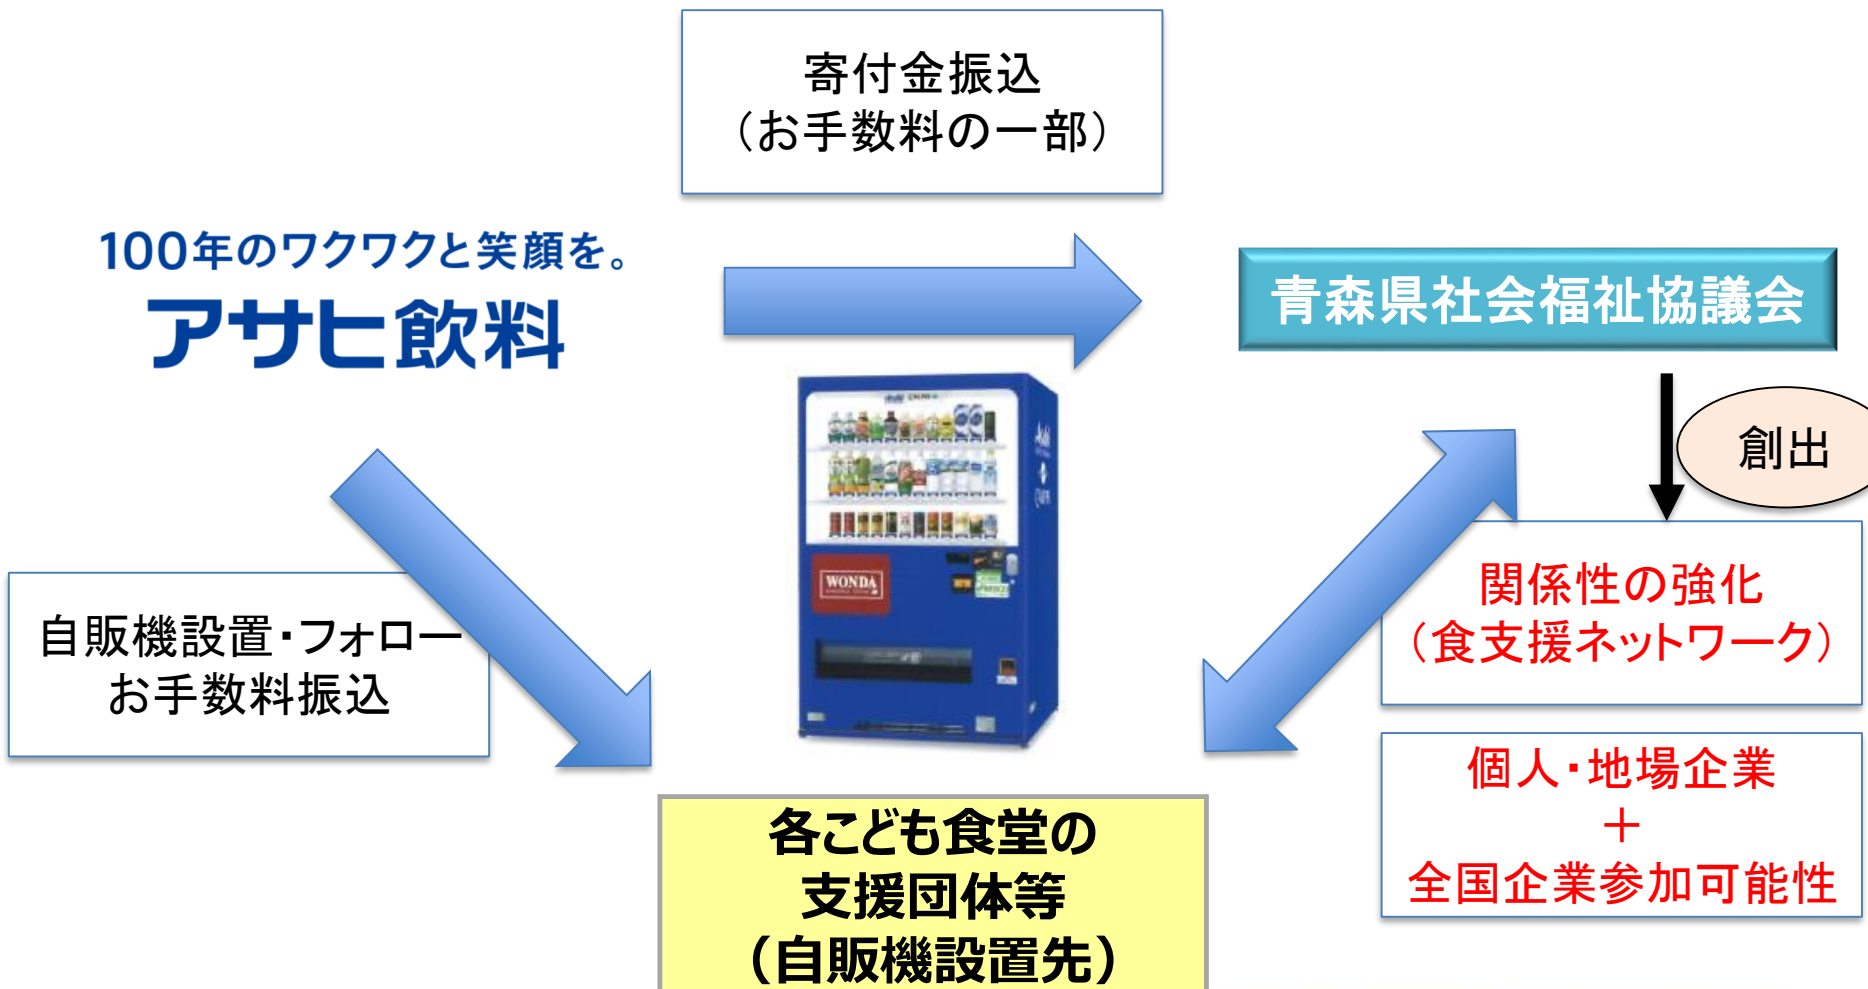 寄付金振込
（お手数料の一部）
100年のワクワクと笑顔を。
アサヒ飲料
青森県社会福祉協議会
創出
関係性の強化
（食支援ネットワーク）
自販機設置・フォロー
お手数料振込
WONDA
個人・地場企業
＋
全国企業参加可能性
各こども食堂の
支援団体等
（自販機設置先）